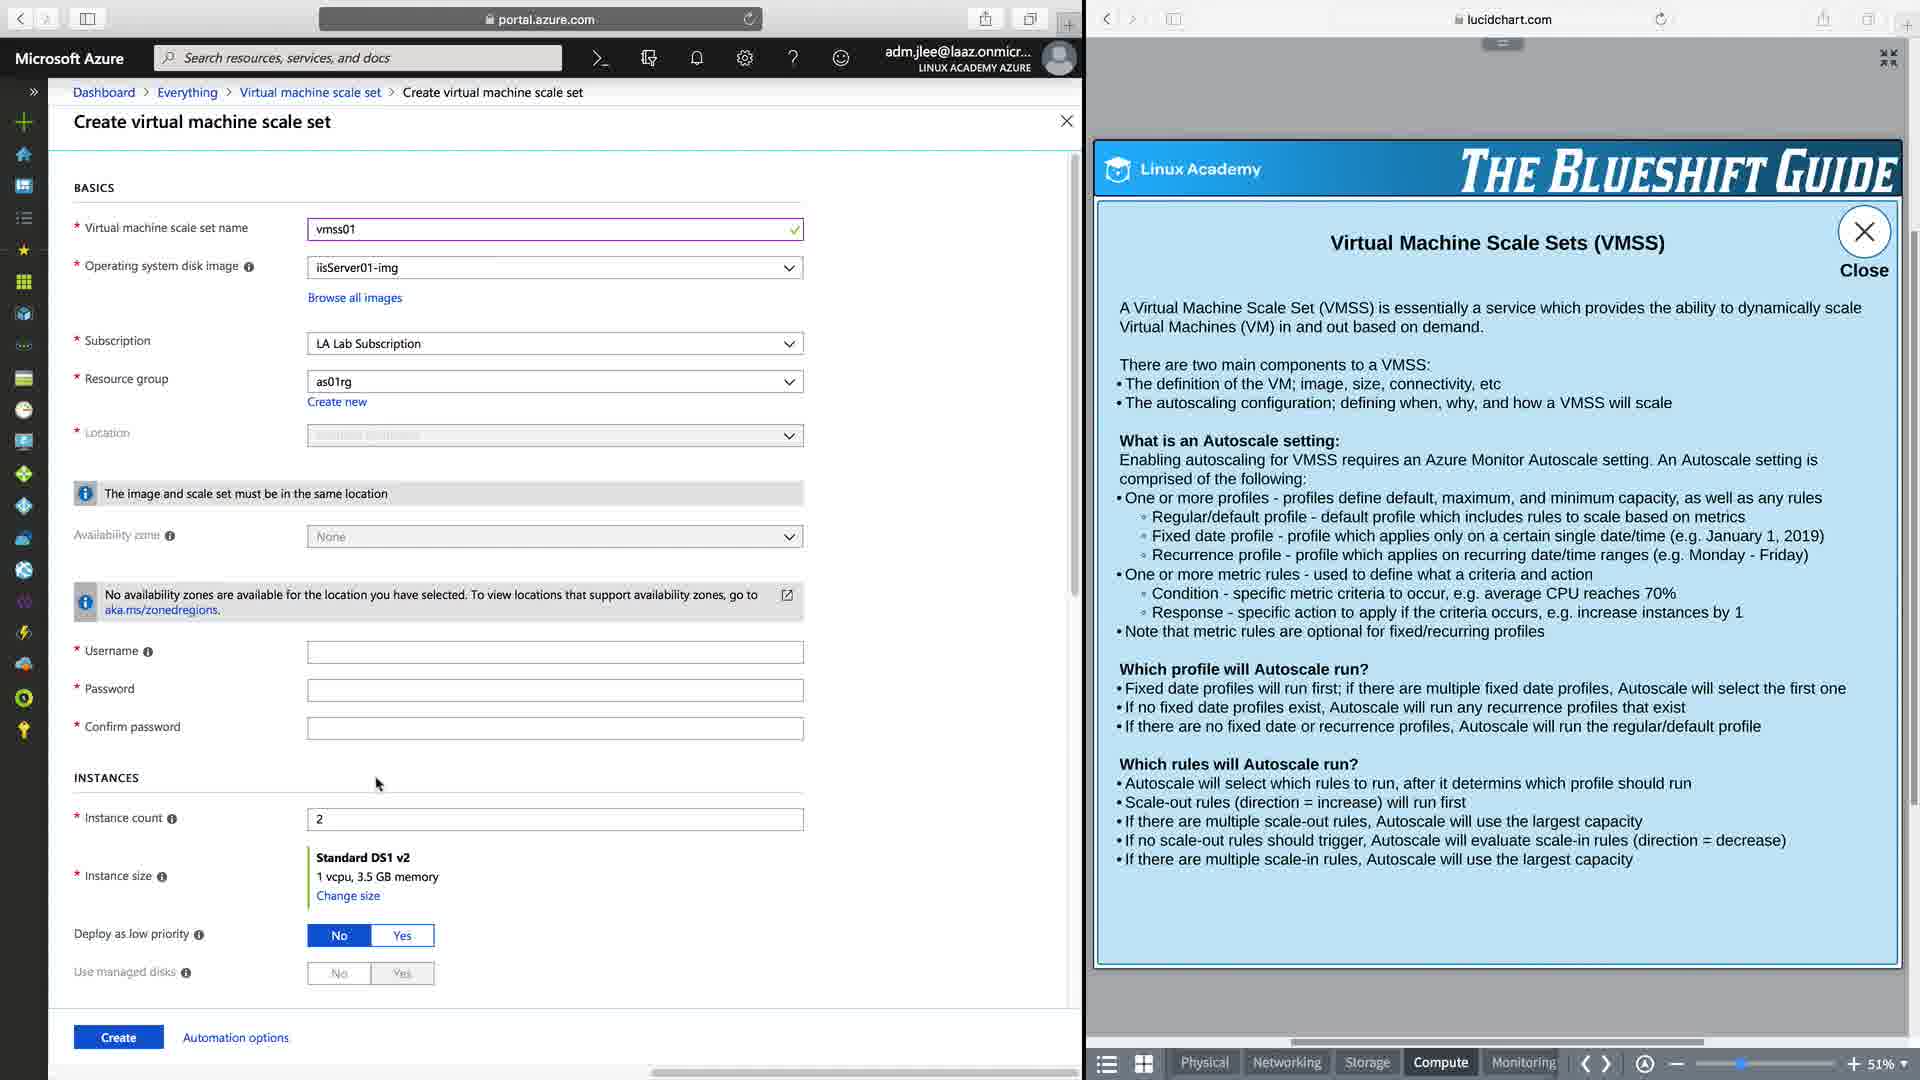 portal.azure.com
Microsoft Azure
Search resources, services, and docs
adm.jlee@laaz.onmicr...
LINUX ACADEMY AZURE
Dashboard > Everything > Virtual machine scale set > Create virtual machine scale set
Create virtual machine scale set
BASICS
* Virtual machine scale set name
vmss01
* Operating system disk image
iisServer01-img
Browse all images
* Subscription
LA Lab Subscription
* Resource group
as01rg
Create new
* Location
The image and scale set must be in the same location
Availability zone
None
No availability zones are available for the location you have selected. To view locations that support availability zones, go to
aka.ms/zonedregions.
* Username
* Password
* Confirm password
INSTANCES
* Instance count
2
* Instance size
Standard DS1 v2
1 vcpu, 3.5 GB memory
Change size
Deploy as low priority
No Yes
Use managed disks
No Yes
Create
Automation options
lucidchart.com
Linux Academy
THE BLUESHIFT GUIDE
Virtual Machine Scale Sets (VMSS)
Close
A Virtual Machine Scale Set (VMSS) is essentially a service which provides the ability to dynamically scale
Virtual Machines (VM) in and out based on demand.
There are two main components to a VMSS:
• The definition of the VM; image, size, connectivity, etc
• The autoscaling configuration; defining when, why, and how a VMSS will scale
What is an Autoscale setting:
Enabling autoscaling for VMSS requires an Azure Monitor Autoscale setting. An Autoscale setting is
comprised of the following:
• One or more profiles - profiles define default, maximum, and minimum capacity, as well as any rules
◦ Regular/default profile - default profile which includes rules to scale based on metrics
◦ Fixed date profile - profile which applies only on a certain single date/time (e.g. January 1, 2019)
◦ Recurrence profile - profile which applies on recurring date/time ranges (e.g. Monday - Friday)
• One or more metric rules - used to define what a criteria and action
◦ Condition - specific metric criteria to occur, e.g. average CPU reaches 70%
◦ Response - specific action to apply if the criteria occurs, e.g. increase instances by 1
• Note that metric rules are optional for fixed/recurring profiles
Which profile will Autoscale run?
• Fixed date profiles will run first; if there are multiple fixed date profiles, Autoscale will select the first one
• If no fixed date profiles exist, Autoscale will run any recurrence profiles that exist
• If there are no fixed date or recurrence profiles, Autoscale will run the regular/default profile
Which rules will Autoscale run?
• Autoscale will select which rules to run, after it determins which profile should run
• Scale-out rules (direction = increase) will run first
• If there are multiple scale-out rules, Autoscale will use the largest capacity
• If no scale-out rules should trigger, Autoscale will evaluate scale-in rules (direction = decrease)
• If there are multiple scale-in rules, Autoscale will use the largest capacity
Physical Networking Storage Compute Monitoring
51%